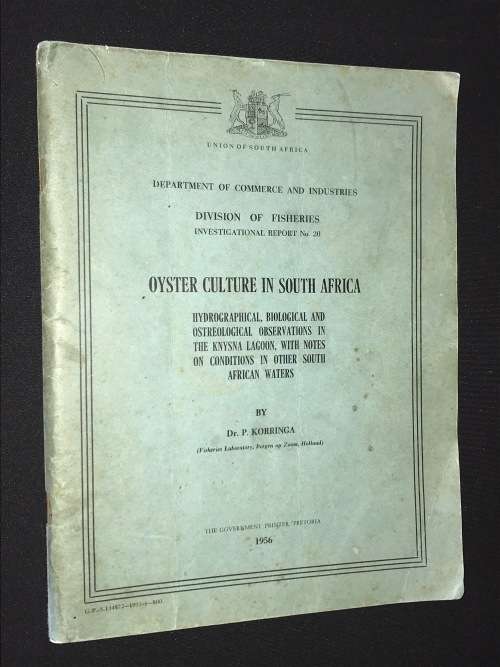 UNION OF SOUTH AFRICA
DEPARTMENT OF COMMERCE AND INDUSTRIES
DIVISION OF FISHERIES
INVESTIGATIONAL REPORT No. 20
OYSTER CULTURE IN SOUTH AFRICA
HYDROGRAPHICAL, BIOLOGICAL AND
OSTREOLOGICAL OBSERVATIONS IN
THE KNYSNA LAGOON, WITH NOTES
ON CONDITIONS IN OTHER SOUTH
AFRICAN WATERS
BY
Dr. P. KORRINGA
(Fisheries Laboratory, Bergen op Zoom, Holland)
THE GOVERNMENT PRINTER, PRETORIA
1956